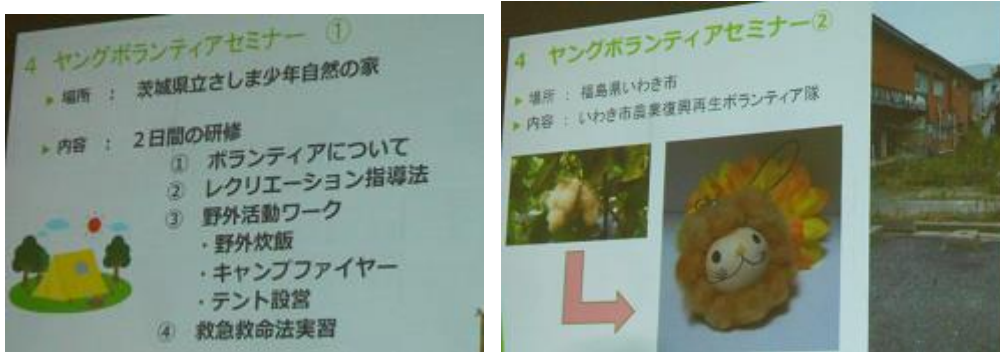 4 ヤングボランティアセミナー ①
▶ 場所 ： 茨城県立さしま少年自然の家
▶ 内容 ： 2日間の研修
① ボランティアについて
② レクリエーション指導法
③ 野外活動ワーク
・野外炊飯
・キャンプファイヤー
・テント設営
④ 救急救命法実習
4 ヤングボランティアセミナー②
▶ 場所 ： 福島県いわき市
▶ 内容 ： いわき市農業復興再生ボランティア隊